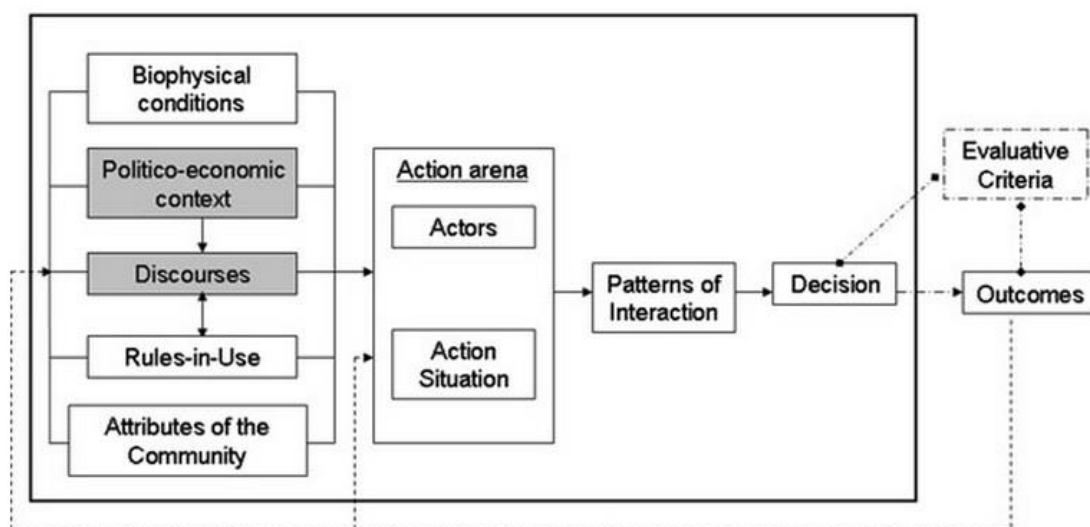 Biophysical
conditions
Politico-economic
context
Discourses
Rules-in-Use
Attributes of the
Community
Action arena
Actors
Action
Situation
Patterns of
Interaction
Decision
Evaluative
Criteria
Outcomes